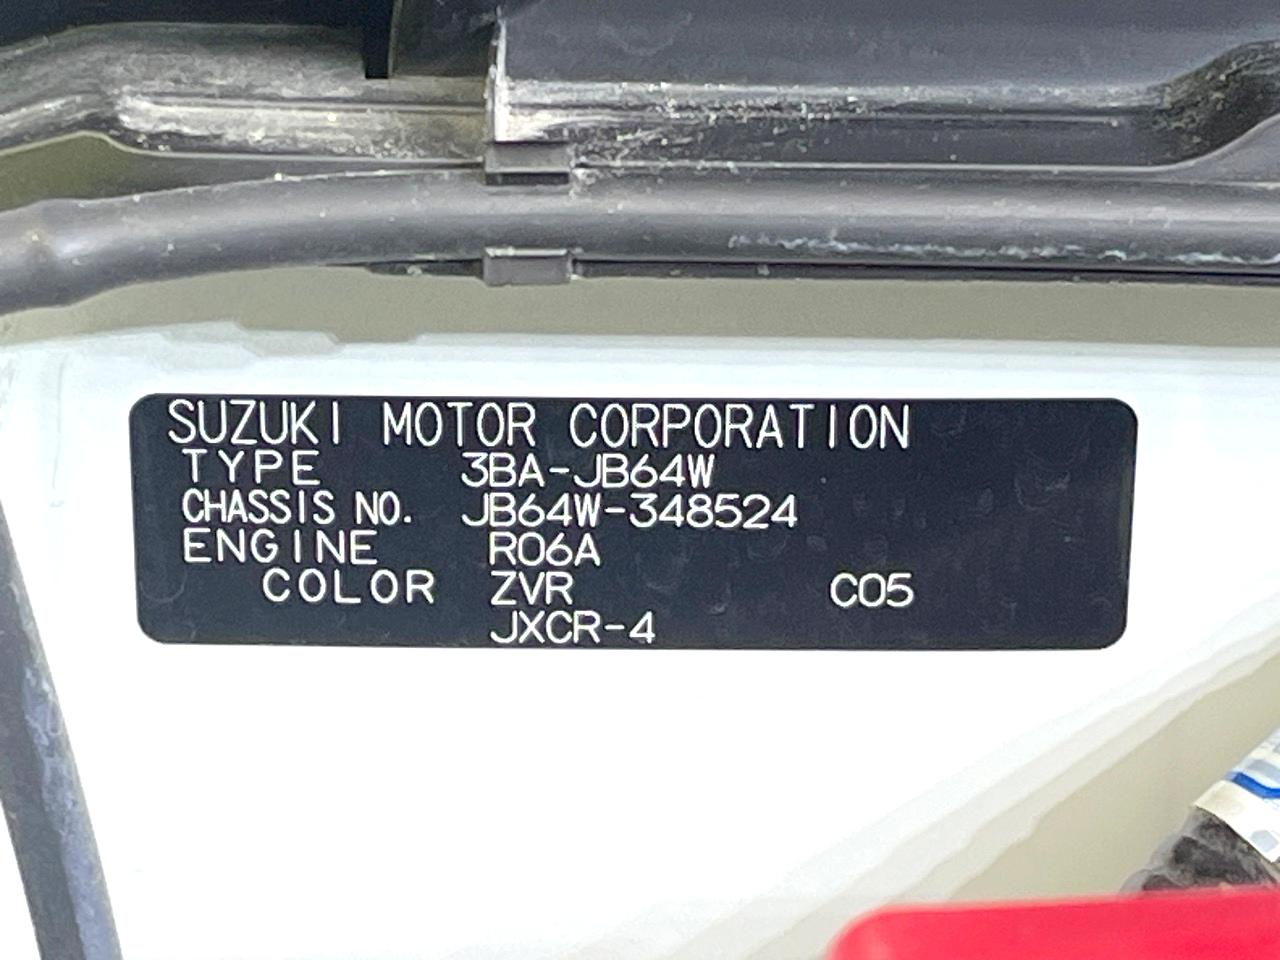 SUZUKI MOTOR CORPORATION
TYPE 3BA-JB64W
CHASSIS NO. JB64W-348524
ENGINE R06A
COLOR ZVR C05
JXCR-4